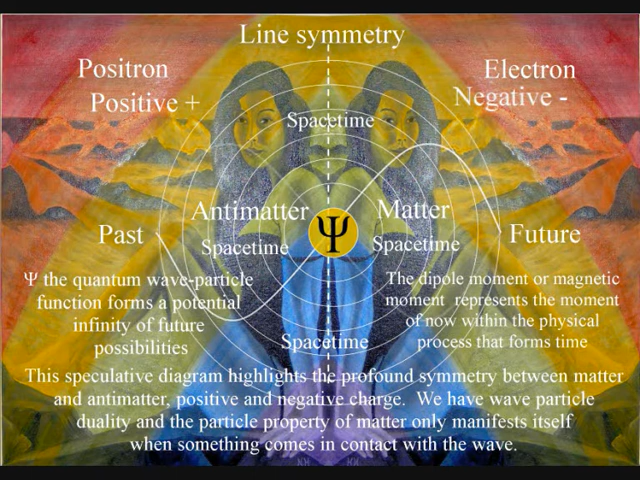 Line symmetry
Positron
Positive +
Electron
Negative -
Spacetime
Antimatter
Matter
Past
Spacetime
Ψ
Spacetime
Future
Ψ the quantum wave-particle
function forms a potential
infinity of future
possibilities
The dipole moment or magnetic
moment represents the moment
of now within the physical
process that forms time
Spacetime
This speculative diagram highlights the profound symmetry between matter
and antimatter, positive and negative charge. We have wave particle
duality and the particle property of matter only manifests itself
when something comes in contact with the wave.